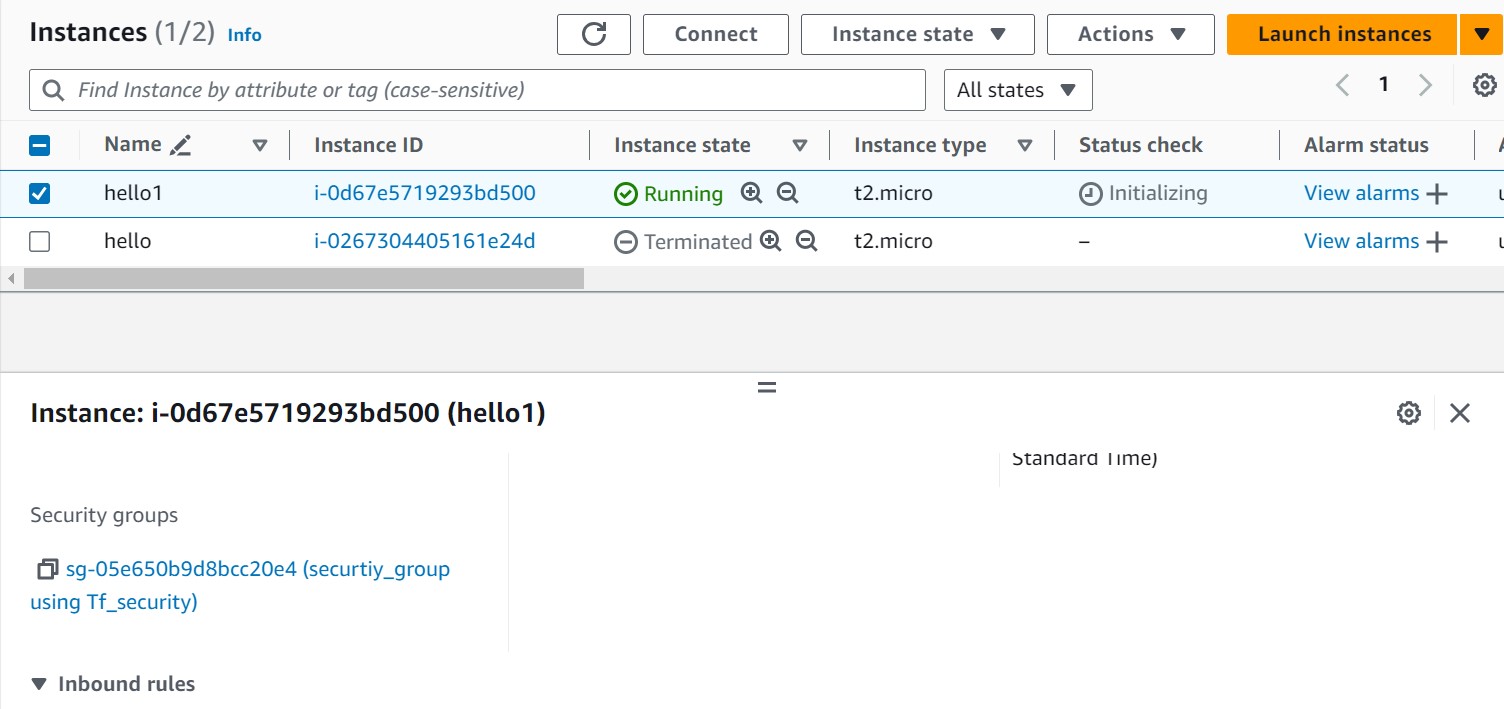 Instances (1/2) Info Connect Instance state Actions Launch instances
Find Instance by attribute or tag (case-sensitive) All states 1
Name Instance ID Instance state Instance type Status check Alarm status
hello1 i-0d67e5719293bd500 Running t2.micro Initializing View alarms
hello i-0267304405161e24d Terminated t2.micro – View alarms
Instance: i-0d67e5719293bd500 (hello1)
Standard Time)
Security groups
sg-05e650b9d8bcc20e4 (securtiy_group
using Tf_security)
Inbound rules